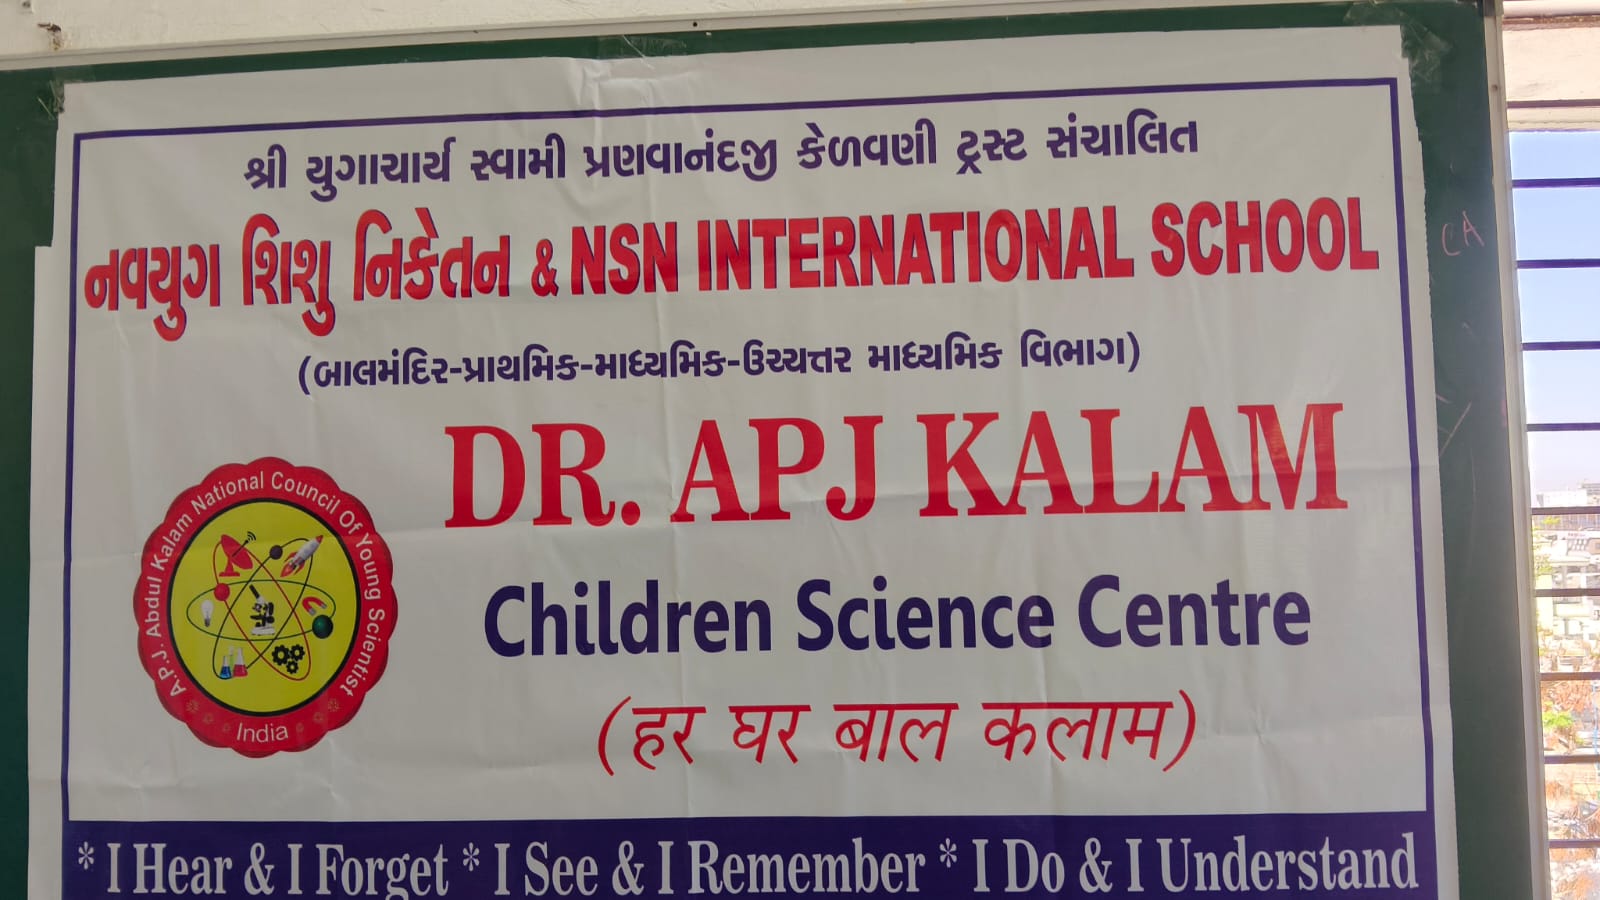 શ્રી યુગાચાર્ય સ્વામી પ્રણવાનંદજી કેળવણી ટ્રસ્ટ સંચાલિત
નવયુગ શિશુ નિકેતન & NSN INTERNATIONAL SCHOOL
(બાલમંદિર-પ્રાથમિક-માધ્યમિક-ઉચ્ચત્તર માધ્યમિક વિભાગ)
DR. APJ KALAM
Children Science Centre
(हर घर बाल कलाम)
A.P.J. Abdul Kalam National Council Of Young Scientist
India
* I Hear & I Forget * I See & I Remember * I Do & I Understand
CA